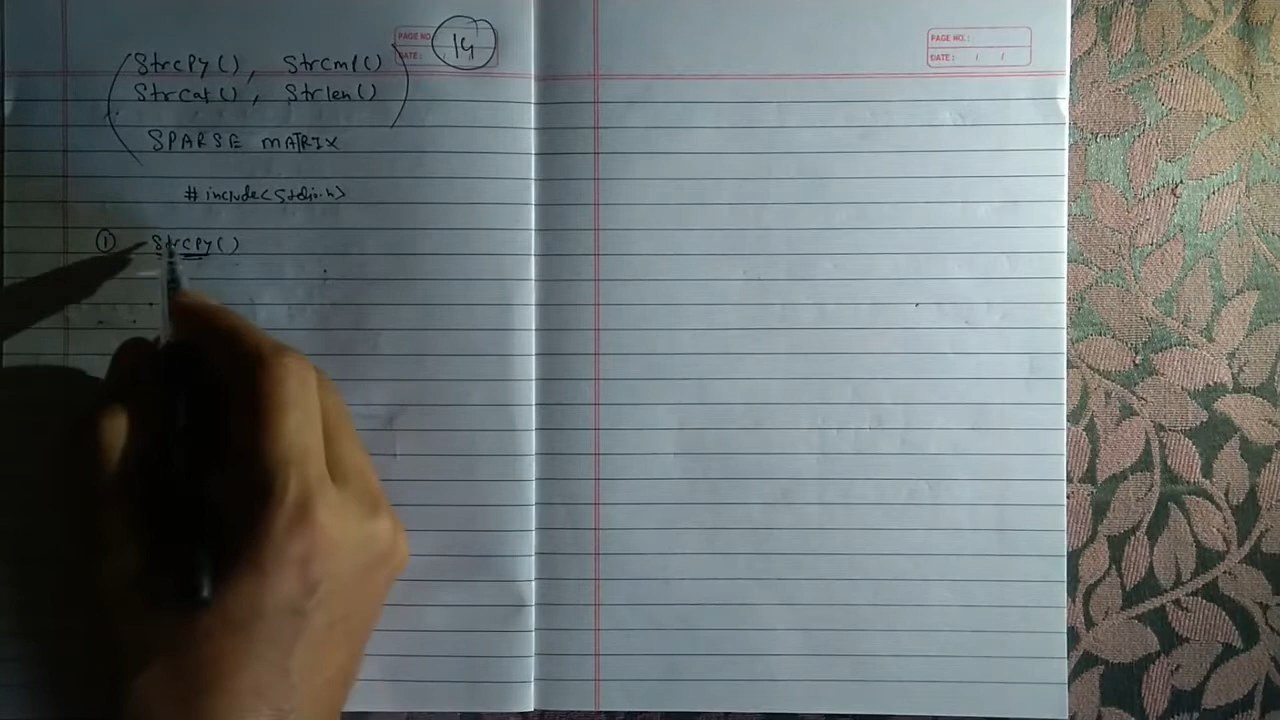 PAGE NO.
DATE:
14
StrcPy(), Strcmp()
Strcat(), Strlen()
SPARSE MATRIX
#include<stdio.h>
① StrcPy()
PAGE NO.:
DATE: / /